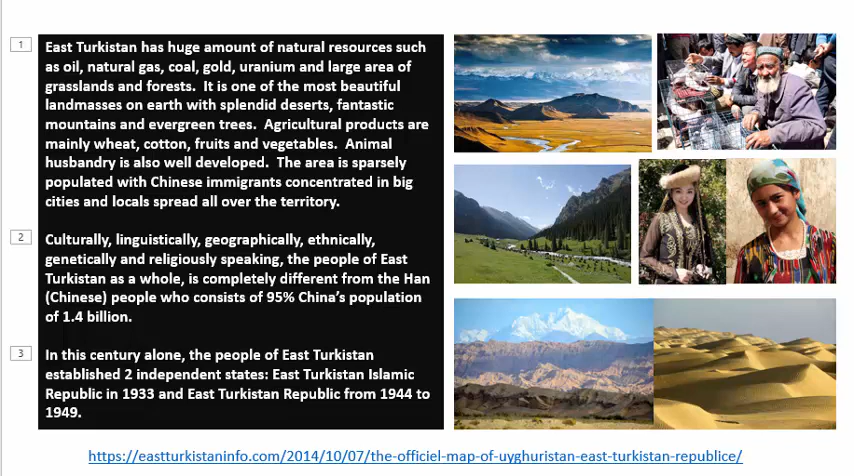 1
East Turkistan has huge amount of natural resources such
as oil, natural gas, coal, gold, uranium and large area of
grasslands and forests.  It is one of the most beautiful
landmasses on earth with splendid deserts, fantastic
mountains and evergreen trees.  Agricultural products are
mainly wheat, cotton, fruits and vegetables.  Animal
husbandry is also well developed.  The area is sparsely
populated with Chinese immigrants concentrated in big
cities and locals spread all over the territory.
2
Culturally, linguistically, geographically, ethnically,
genetically and religiously speaking, the people of East
Turkistan as a whole, is completely different from the Han
(Chinese) people who consists of 95% China's population
of 1.4 billion.
3
In this century alone, the people of East Turkistan
established 2 independent states: East Turkistan Islamic
Republic in 1933 and East Turkistan Republic from 1944 to
1949.
https://eastturkistaninfo.com/2014/10/07/the-officiel-map-of-uyghuristan-east-turkistan-republice/